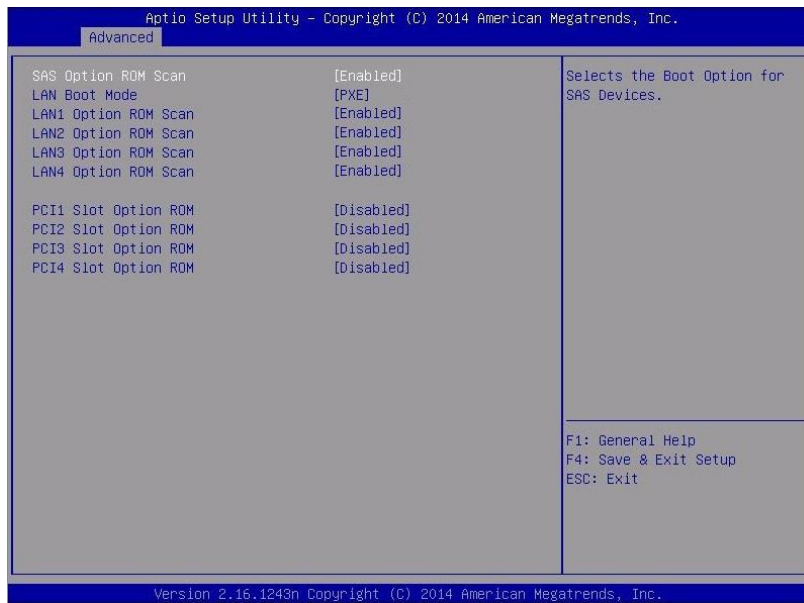 Aptio Setup Utility – Copyright (C) 2014 American Megatrends, Inc.
Advanced
SAS Option ROM Scan [Enabled]
LAN Boot Mode [PXE]
LAN1 Option ROM Scan [Enabled]
LAN2 Option ROM Scan [Enabled]
LAN3 Option ROM Scan [Enabled]
LAN4 Option ROM Scan [Enabled]
PCI1 Slot Option ROM [Disabled]
PCI2 Slot Option ROM [Disabled]
PCI3 Slot Option ROM [Disabled]
PCI4 Slot Option ROM [Disabled]
Selects the Boot Option for
SAS Devices.
F1: General Help
F4: Save & Exit Setup
ESC: Exit
Version 2.16.1243n Copyright (C) 2014 American Megatrends, Inc.